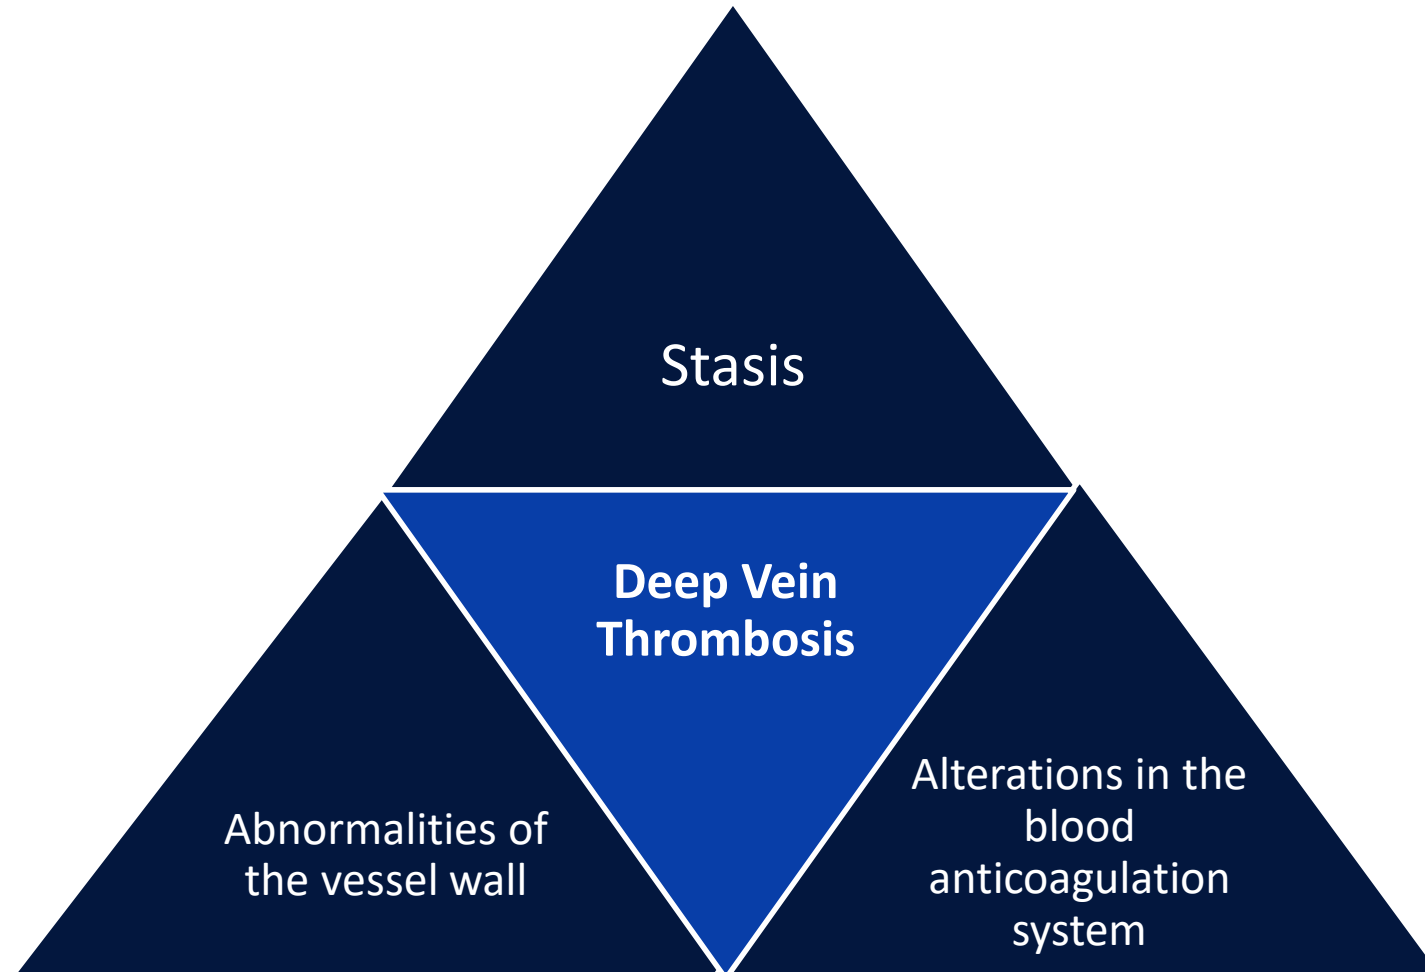 Stasis
Deep Vein
Thrombosis
Abnormalities of
the vessel wall
Alterations in the
blood
anticoagulation
system